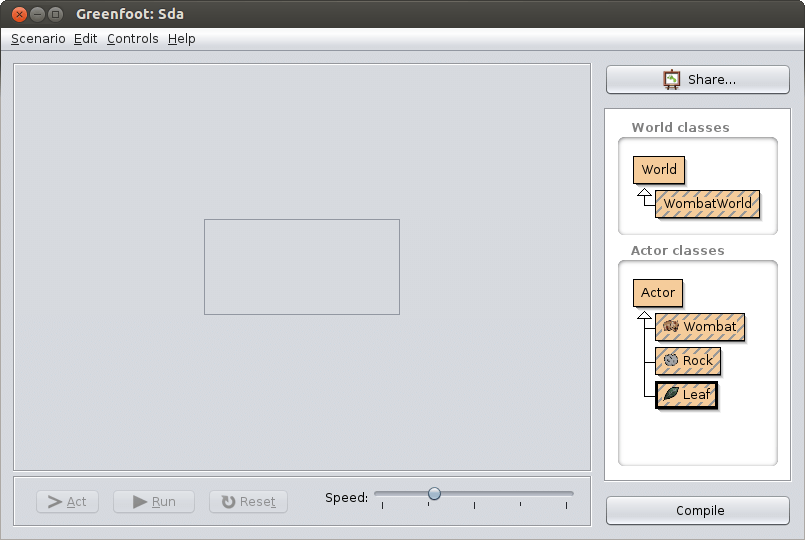 Greenfoot: Sda
Scenario Edit Controls Help
Share...
World classes
World
WombatWorld
Actor classes
Actor
Wombat
Rock
Leaf
Act
Run
Reset
Speed:
Compile